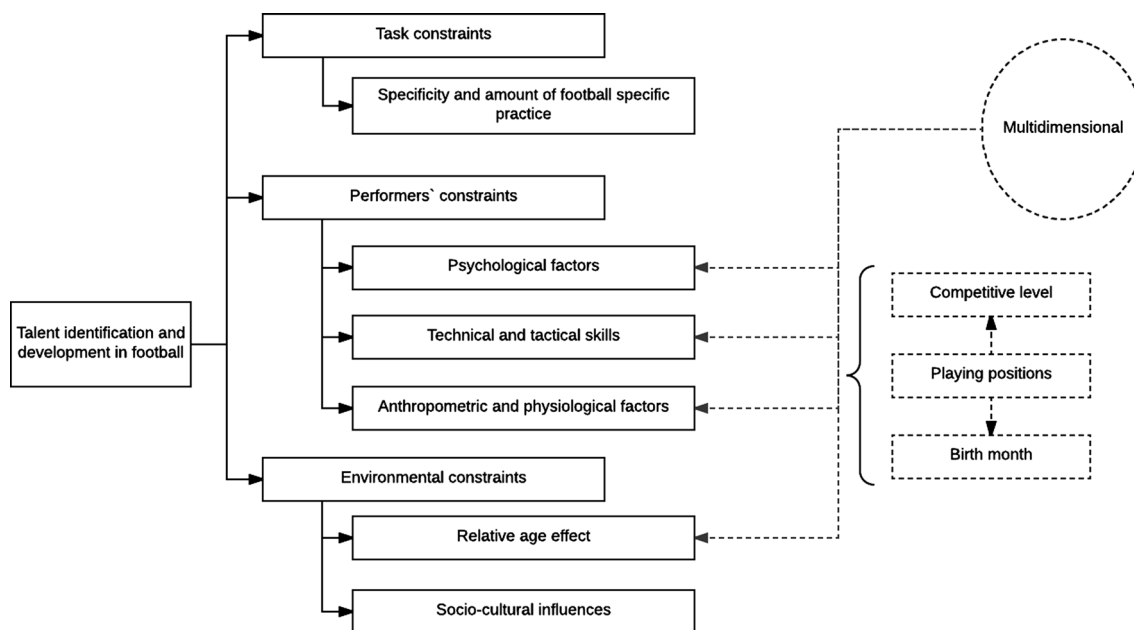 Task constraints
Specificity and amount of football specific
practice
Multidimensional
Performers` constraints
Psychological factors
Competitive level
Talent identification and
development in football
Technical and tactical skills
Playing positions
Anthropometric and physiological factors
Birth month
Environmental constraints
Relative age effect
Socio-cultural influences